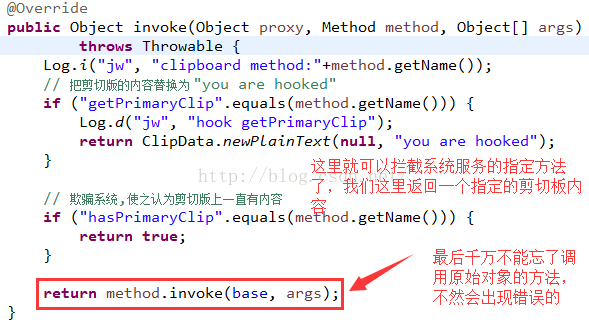 @Override
public Object invoke(Object proxy, Method method, Object[] args)
throws Throwable {
Log.i("jw", "clipboard method:"+method.getName());
// 把剪切版的内容替换为 "you are hooked"
if ("getPrimaryClip".equals(method.getName())) {
Log.d("jw", "hook getPrimaryClip");
return ClipData.newPlainText(null, "you are hooked");
}
这里就可以拦截系统服务的指定方法
了，我们这里返回一个指定的剪切板内
容
// 欺骗系统,使之认为剪切版上一直有内容
if ("hasPrimaryClip".equals(method.getName())) {
return true;
}
return method.invoke(base, args);
}
最后千万不能忘了调
用原始对象的方法，
不然会出现错误的